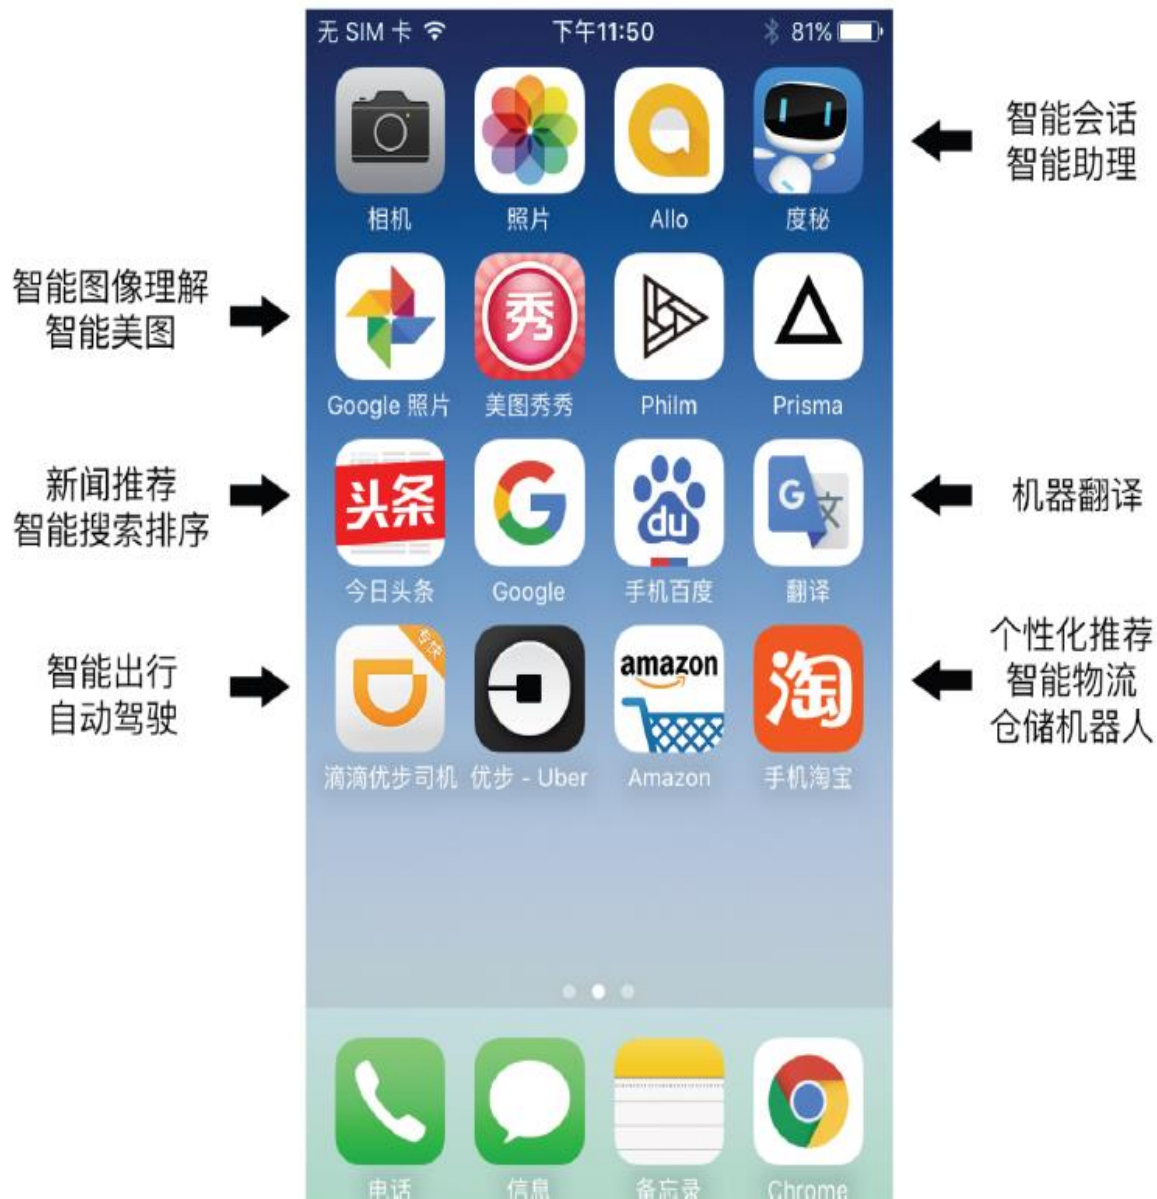 无 SIM 卡 下午11:50 81%
智能会话
智能助理
相机 照片 Allo 度秘
智能图像理解
智能美图
秀
Google 照片 美图秀秀 Philm Prisma
新闻推荐
智能搜索排序
头条 G du G 文
机器翻译
今日头条 Google 手机百度 翻译
智能出行
自动驾驶
专快
amazon 淘
个性化推荐
智能物流
仓储机器人
滴滴优步司机 优步 - Uber Amazon 手机淘宝
电话 信息 备忘录 Chrome